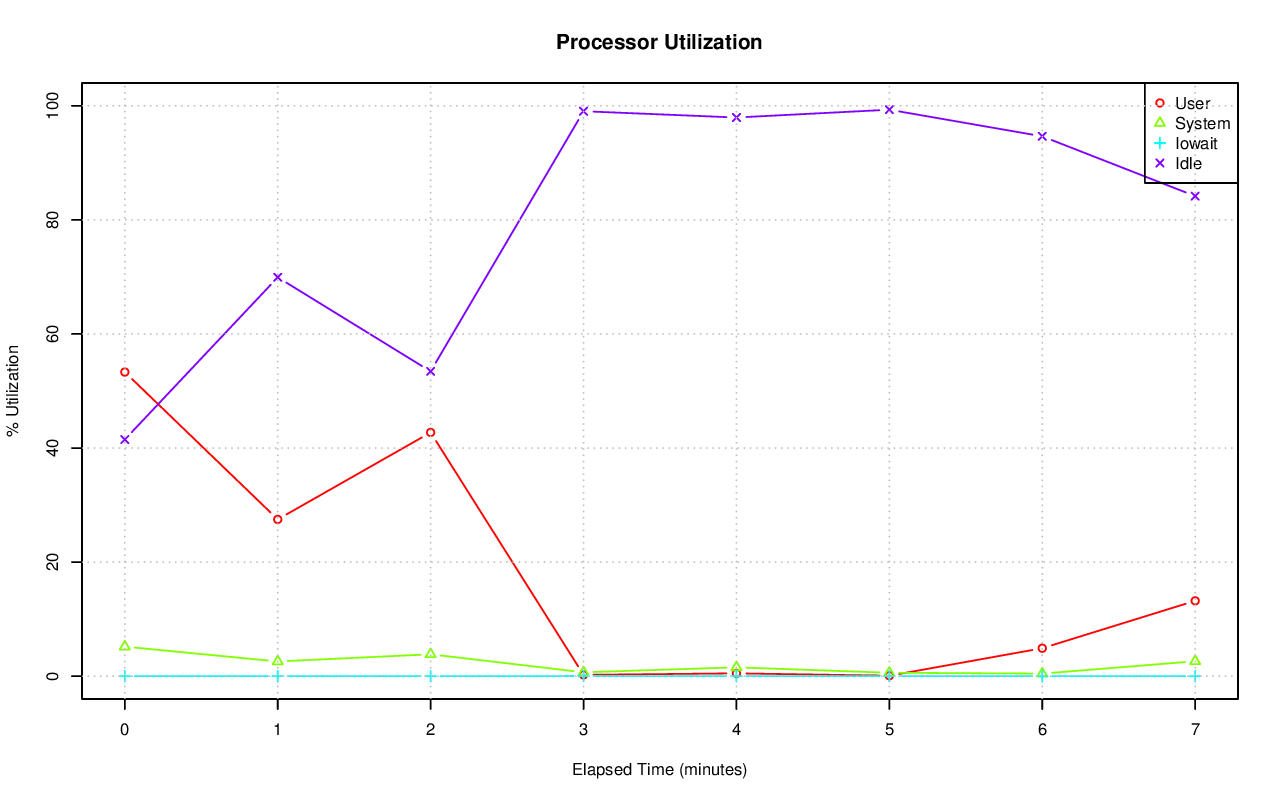 Processor Utilization
% Utilization
100
80
60
40
20
0
User
System
Iowait
Idle
0 1 2 3 4 5 6 7
Elapsed Time (minutes)